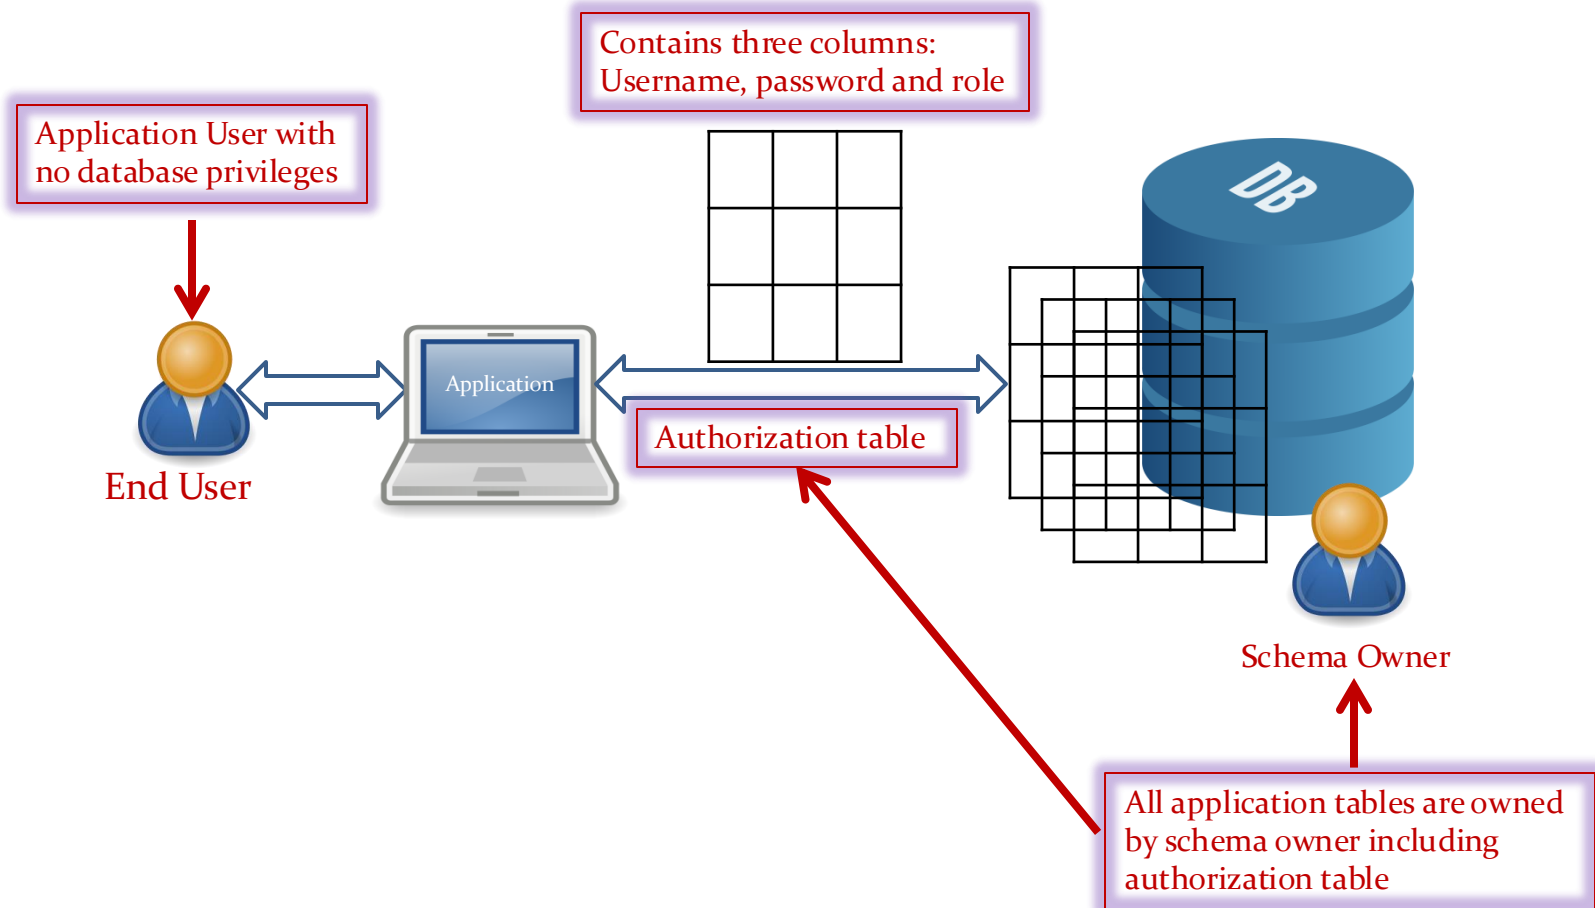 Contains three columns:
Username, password and role
Application User with
no database privileges
DB
Application
Authorization table
End User
Schema Owner
All application tables are owned
by schema owner including
authorization table